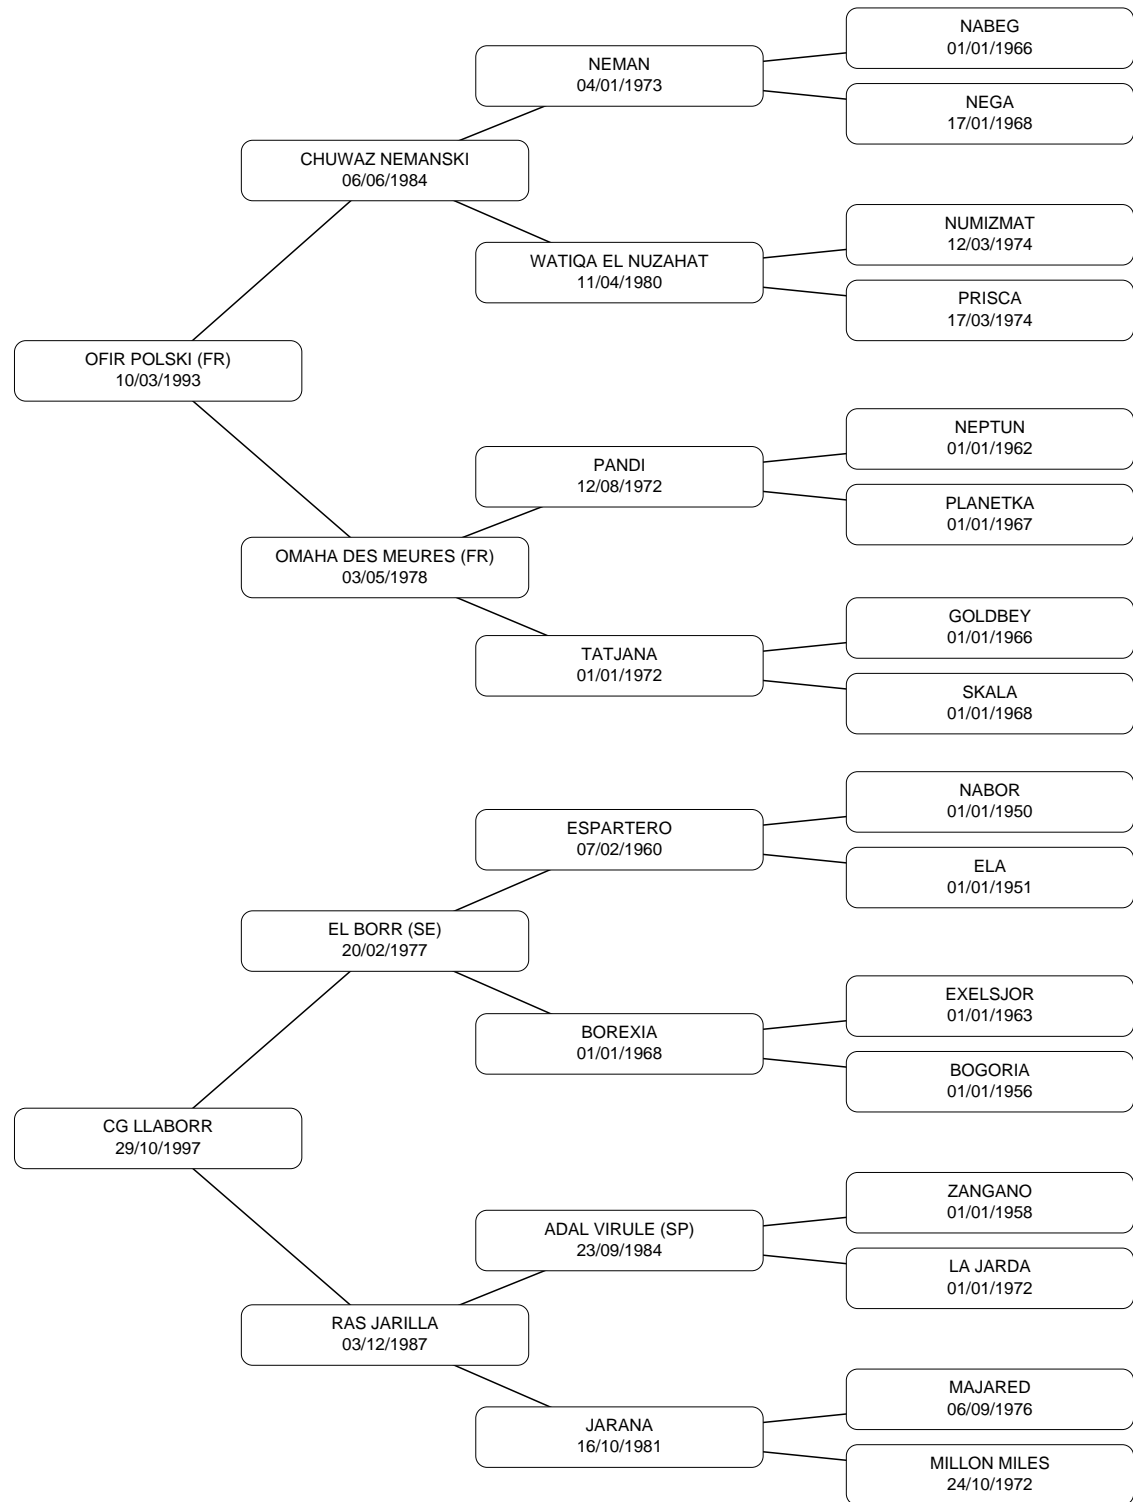 NABEG
01/01/1966
NEMAN
04/01/1973
NEGA
17/01/1968
CHUWAZ NEMANSKI
06/06/1984
NUMIZMAT
12/03/1974
WATIQA EL NUZAHAT
11/04/1980
PRISCA
17/03/1974
OFIR POLSKI (FR)
10/03/1993
NEPTUN
01/01/1962
PANDI
12/08/1972
PLANETKA
01/01/1967
OMAHA DES MEURES (FR)
03/05/1978
GOLDBEY
01/01/1966
TATJANA
01/01/1972
SKALA
01/01/1968
NABOR
01/01/1950
ESPARTERO
07/02/1960
ELA
01/01/1951
EL BORR (SE)
20/02/1977
EXELSJOR
01/01/1963
BOREXIA
01/01/1968
BOGORIA
01/01/1956
CG LLABORR
29/10/1997
ZANGANO
01/01/1958
ADAL VIRULE (SP)
23/09/1984
LA JARDA
01/01/1972
RAS JARILLA
03/12/1987
MAJARED
06/09/1976
JARANA
16/10/1981
MILLON MILES
24/10/1972